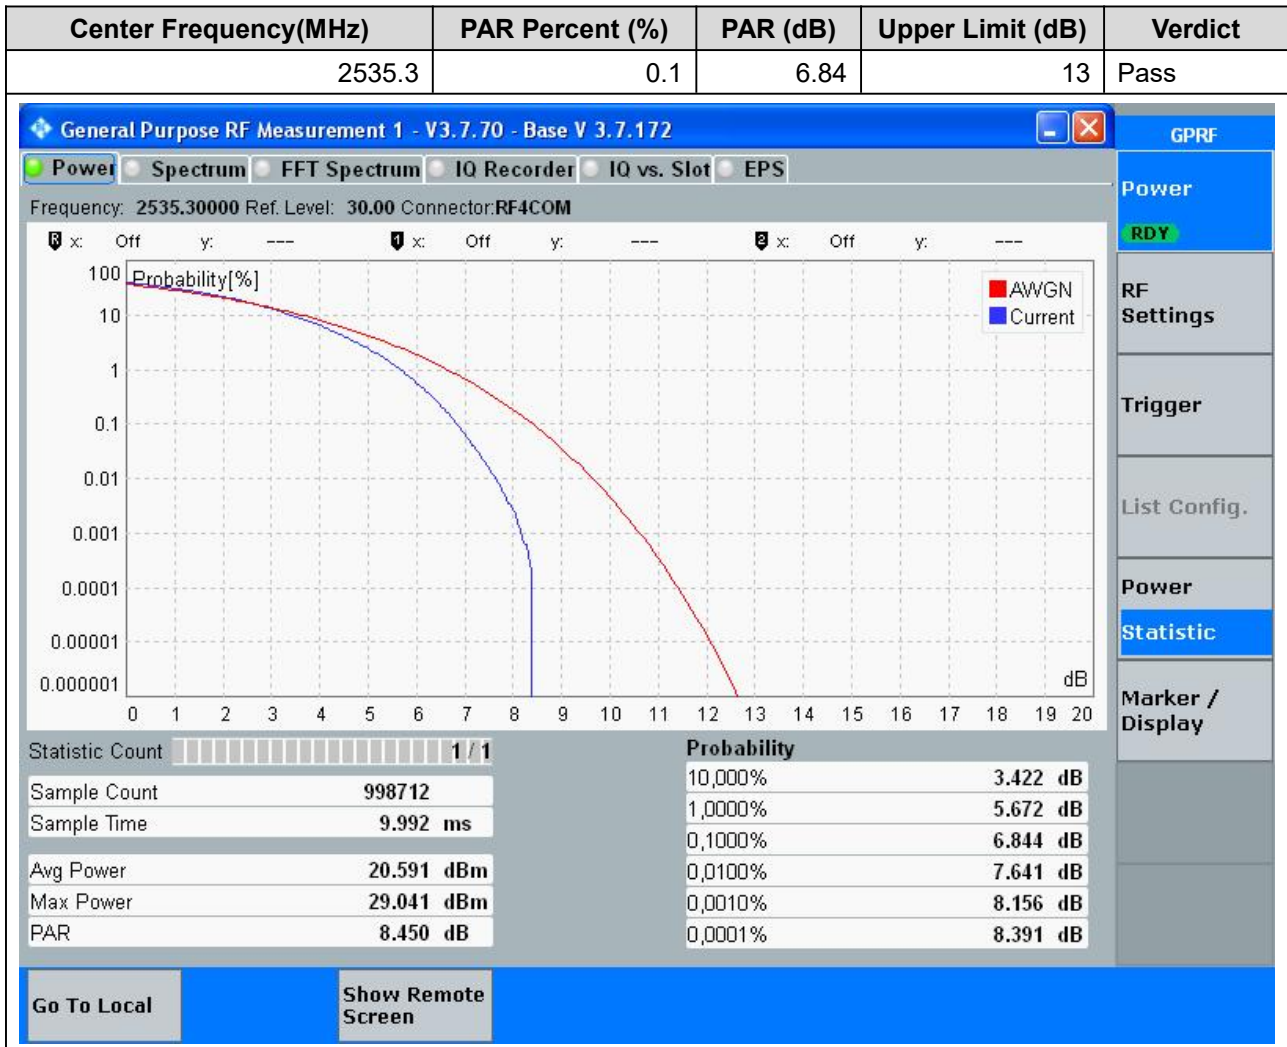 Center Frequency(MHz) PAR Percent (%) PAR (dB) Upper Limit (dB) Verdict
2535.3 0.1 6.84 13 Pass
General Purpose RF Measurement 1 - V3.7.70 - Base V 3.7.172
GPRF
Power Spectrum FFT Spectrum IQ Recorder IQ vs. Slot EPS
Power
RDY
Frequency: 2535.30000 Ref. Level: 30.00 Connector:RF4COM
R x: Off y: --- 1 x: Off y: --- 2 x: Off y: ---
Probability[%]
AWGN
Current
100
10
1
0.1
0.01
0.001
0.0001
0.00001
0.000001
dB
0 1 2 3 4 5 6 7 8 9 10 11 12 13 14 15 16 17 18 19 20
RF
Settings
Trigger
List Config.
Power
Statistic
Marker /
Display
Statistic Count 1 / 1
Sample Count 998712
Sample Time 9.992 ms
Avg Power 20.591 dBm
Max Power 29.041 dBm
PAR 8.450 dB
Probability
10,000% 3.422 dB
1,0000% 5.672 dB
0,1000% 6.844 dB
0,0100% 7.641 dB
0,0010% 8.156 dB
0,0001% 8.391 dB
Go To Local
Show Remote
Screen